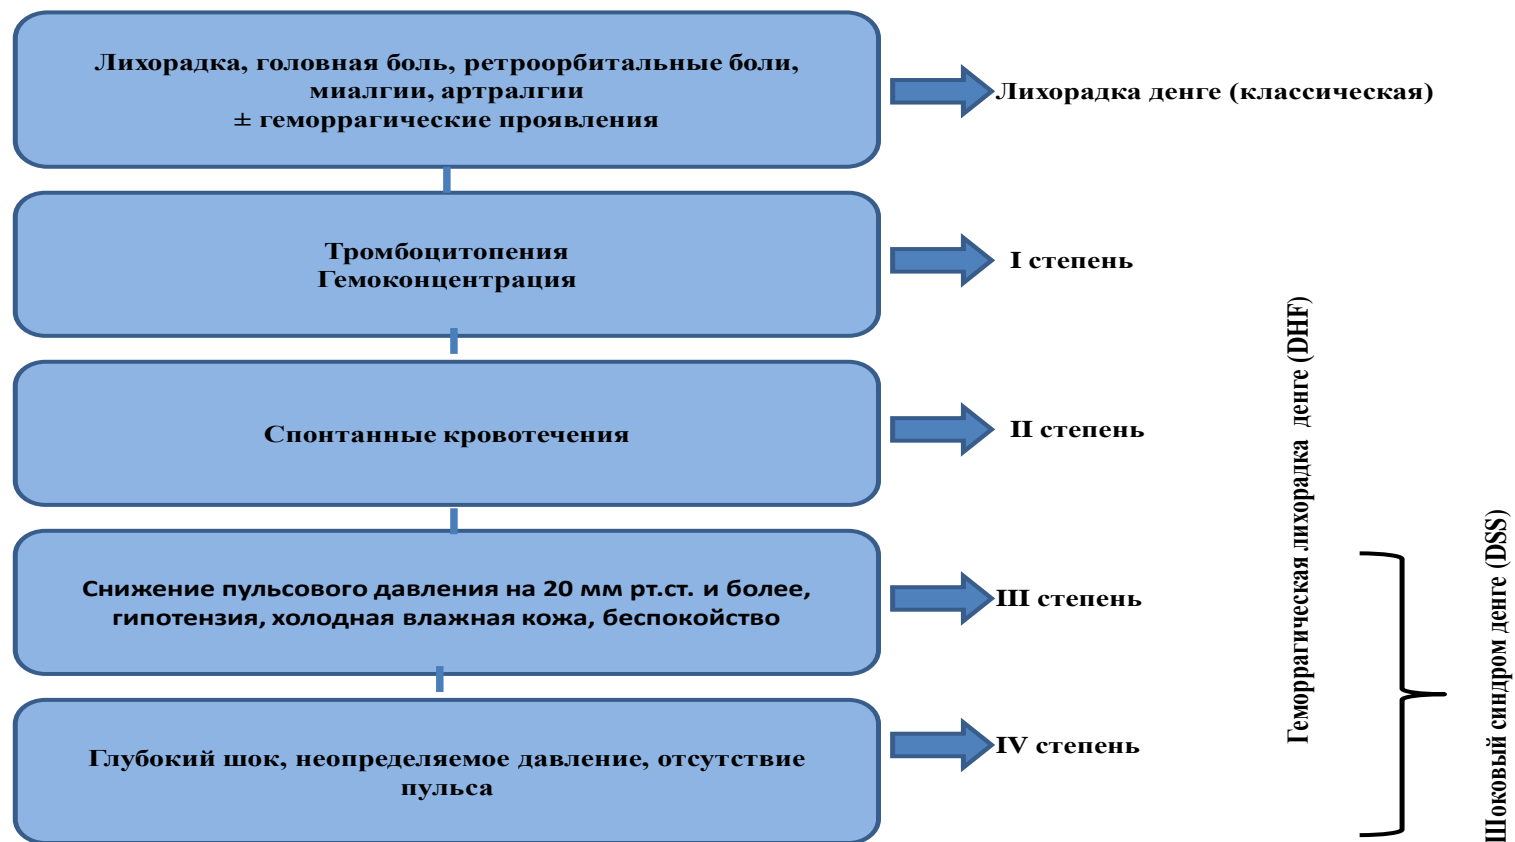 Лихорадка, головная боль, ретроорбитальные боли,
миалгии, артралгии
± геморрагические проявления
Лихорадка денге (классическая)
Тромбоцитопения
Гемоконцентрация
I степень
Спонтанные кровотечения
II степень
Снижение пульсового давления на 20 мм рт.ст. и более,
гипотензия, холодная влажная кожа, беспокойство
III степень
Глубокий шок, неопределяемое давление, отсутствие
пульса
IV степень
Геморрагическая лихорадка денге (DHF)
Шоковый синдром денге (DSS)